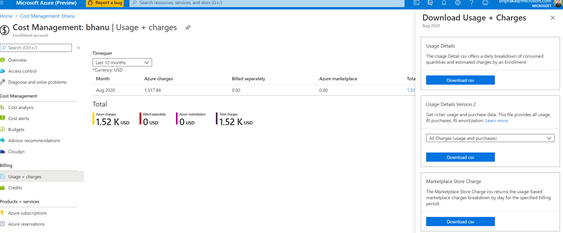 Microsoft Azure (Preview)
Report a bug
Search resources, services, and docs (G+/)
MICROSOFT
Home > Cost Management: bhanu
Cost Management: bhanu | Usage + charges
Enrollment account
Search (Ctrl+/)
Overview
Access control
Diagnose and solve problems
Cost Management
Cost analysis
Cost alerts
Budgets
Advisor recommendations
Cloudyn
Billing
Usage + charges
Credits
Products + services
Azure subscriptions
Azure reservations
Timespan
Last 12 months
*Currency: USD
Month Azure charges Billed separately Azure marketplace Total
Aug 2020 1,517.84 0.00 0.00 1,51
Total
Azure charges Billed separately Azure marketplace Total charges
1.52 K USD 0 USD 0 USD 1.52 K USD
Download Usage + Charges
Aug 2020
Usage Details
The Usage Detail csv offers a daily breakdown of consumed
quantities and estimated charges by an Enrollment.
Download csv
Usage Details Version 2
Get richer usage and purchase data. This file provides all usage,
RI purchases, RI amortization. Learn more
All Charges (usage and purchases)
Download csv
Marketplace Store Charge
The Marketplace Store Charge csv returns the usage-based
marketplace charges breakdown by day for the specified billing
period.
Download csv